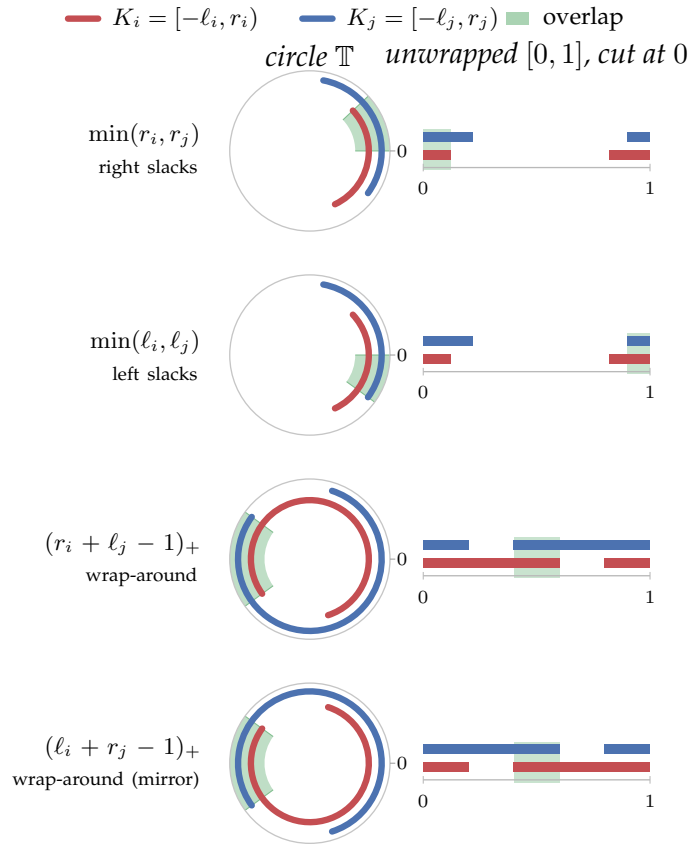 K_i = [−ℓ_i, r_i) K_j = [−ℓ_j, r_j) overlap
circle 𝕋 unwrapped [0, 1], cut at 0
min(r_i, r_j)
right slacks
0
0 1
min(ℓ_i, ℓ_j)
left slacks
0
0 1
(r_i + ℓ_j − 1)_+
wrap-around
0
0 1
(ℓ_i + r_j − 1)_+
wrap-around (mirror)
0
0 1